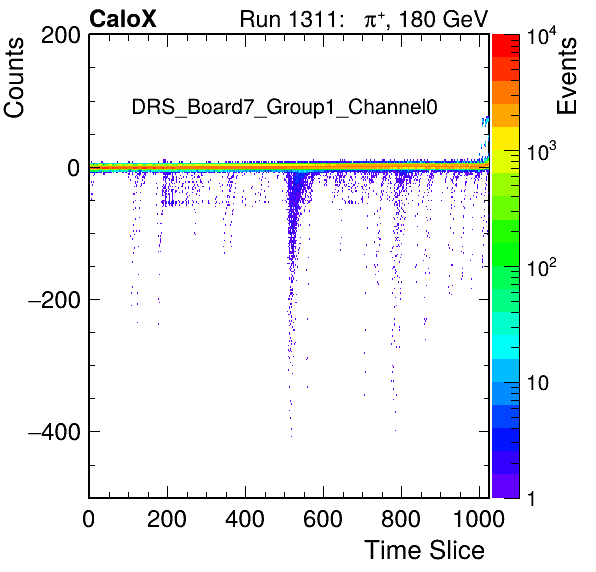 CaloX Run 1311: π⁺, 180 GeV
Counts
Events
DRS_Board7_Group1_Channel0
200
100
0
−200
−400
0 200 400 600 800 1000
Time Slice
10⁴
10³
10²
10
1